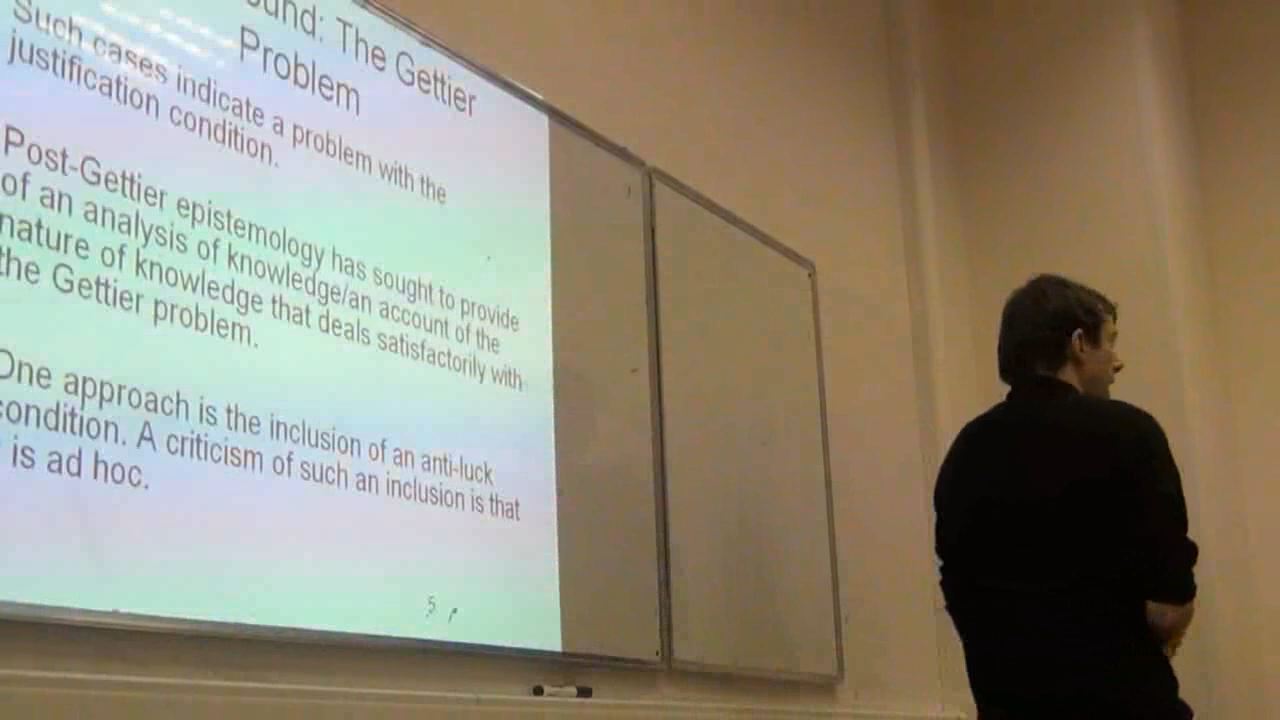 und: The Gettier
Problem
Such cases indicate a problem with the
justification condition.
Post-Gettier epistemology has sought to provide
of an analysis of knowledge/an account of the
nature of knowledge that deals satisfactorily with
the Gettier problem.
One approach is the inclusion of an anti-luck
condition. A criticism of such an inclusion is that
is ad hoc.
5